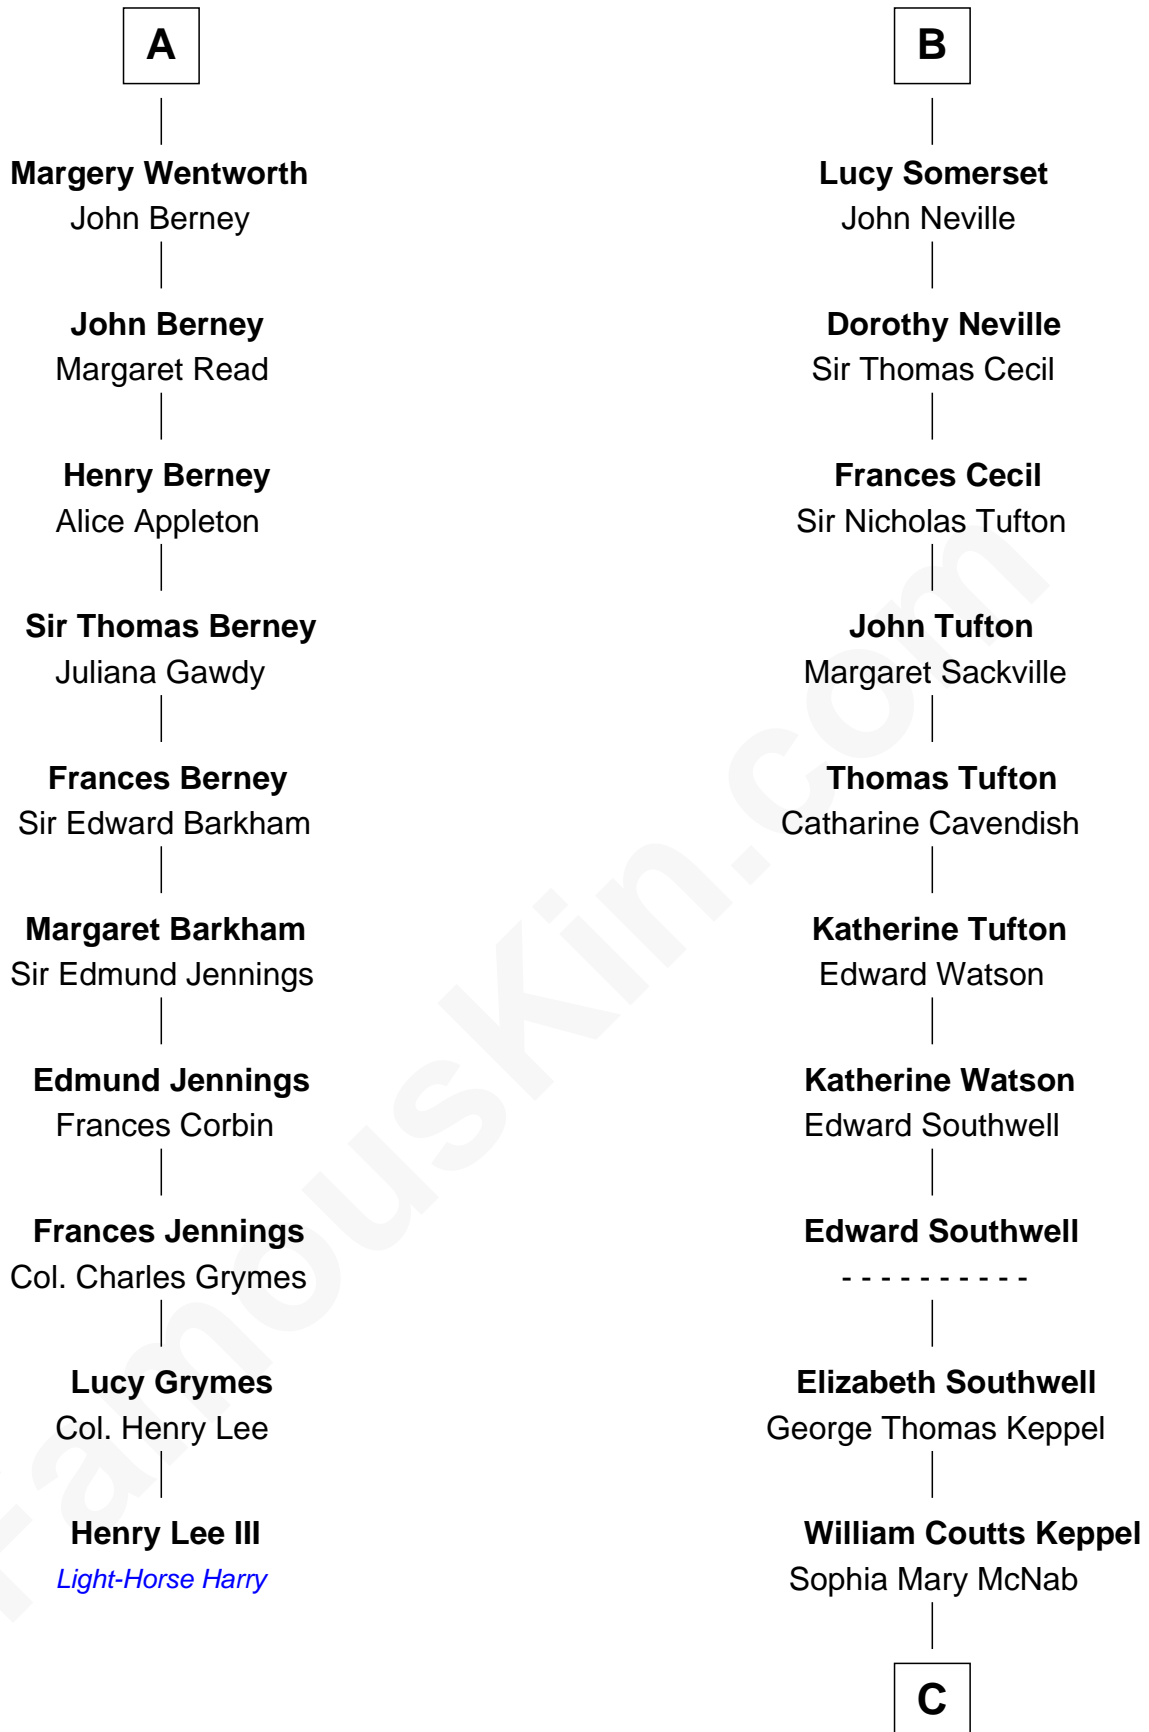 A
Margery Wentworth
John Berney
John Berney
Margaret Read
Henry Berney
Alice Appleton
Sir Thomas Berney
Juliana Gawdy
Frances Berney
Sir Edward Barkham
Margaret Barkham
Sir Edmund Jennings
Edmund Jennings
Frances Corbin
Frances Jennings
Col. Charles Grymes
Lucy Grymes
Col. Henry Lee
Henry Lee III
Light-Horse Harry
B
Lucy Somerset
John Neville
Dorothy Neville
Sir Thomas Cecil
Frances Cecil
Sir Nicholas Tufton
John Tufton
Margaret Sackville
Thomas Tufton
Catharine Cavendish
Katherine Tufton
Edward Watson
Katherine Watson
Edward Southwell
Edward Southwell
- - - - - - - - - -
Elizabeth Southwell
George Thomas Keppel
William Coutts Keppel
Sophia Mary McNab
C
FamousKin.com